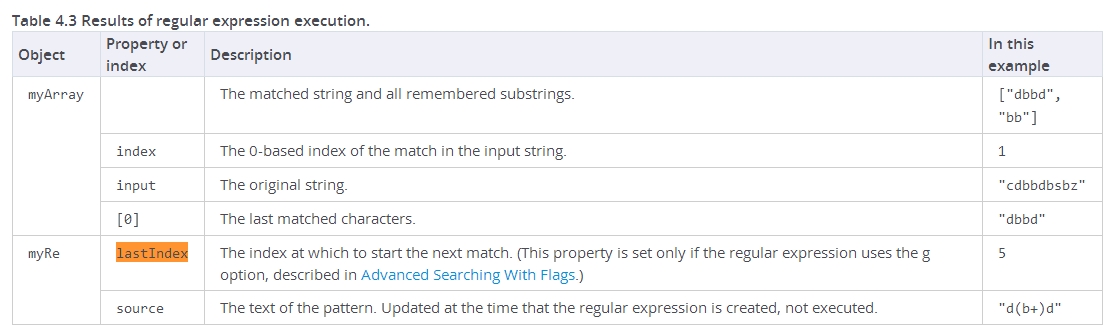 Table 4.3 Results of regular expression execution.
Object
Property or
index
Description
In this
example
myArray
The matched string and all remembered substrings.
["dbbd",
"bb"]
index
The 0-based index of the match in the input string.
1
input
The original string.
"cdbbdbsbz"
[0]
The last matched characters.
"dbbd"
myRe
lastIndex
The index at which to start the next match. (This property is set only if the regular expression uses the g
option, described in Advanced Searching With Flags.)
5
source
The text of the pattern. Updated at the time that the regular expression is created, not executed.
"d(b+)d"